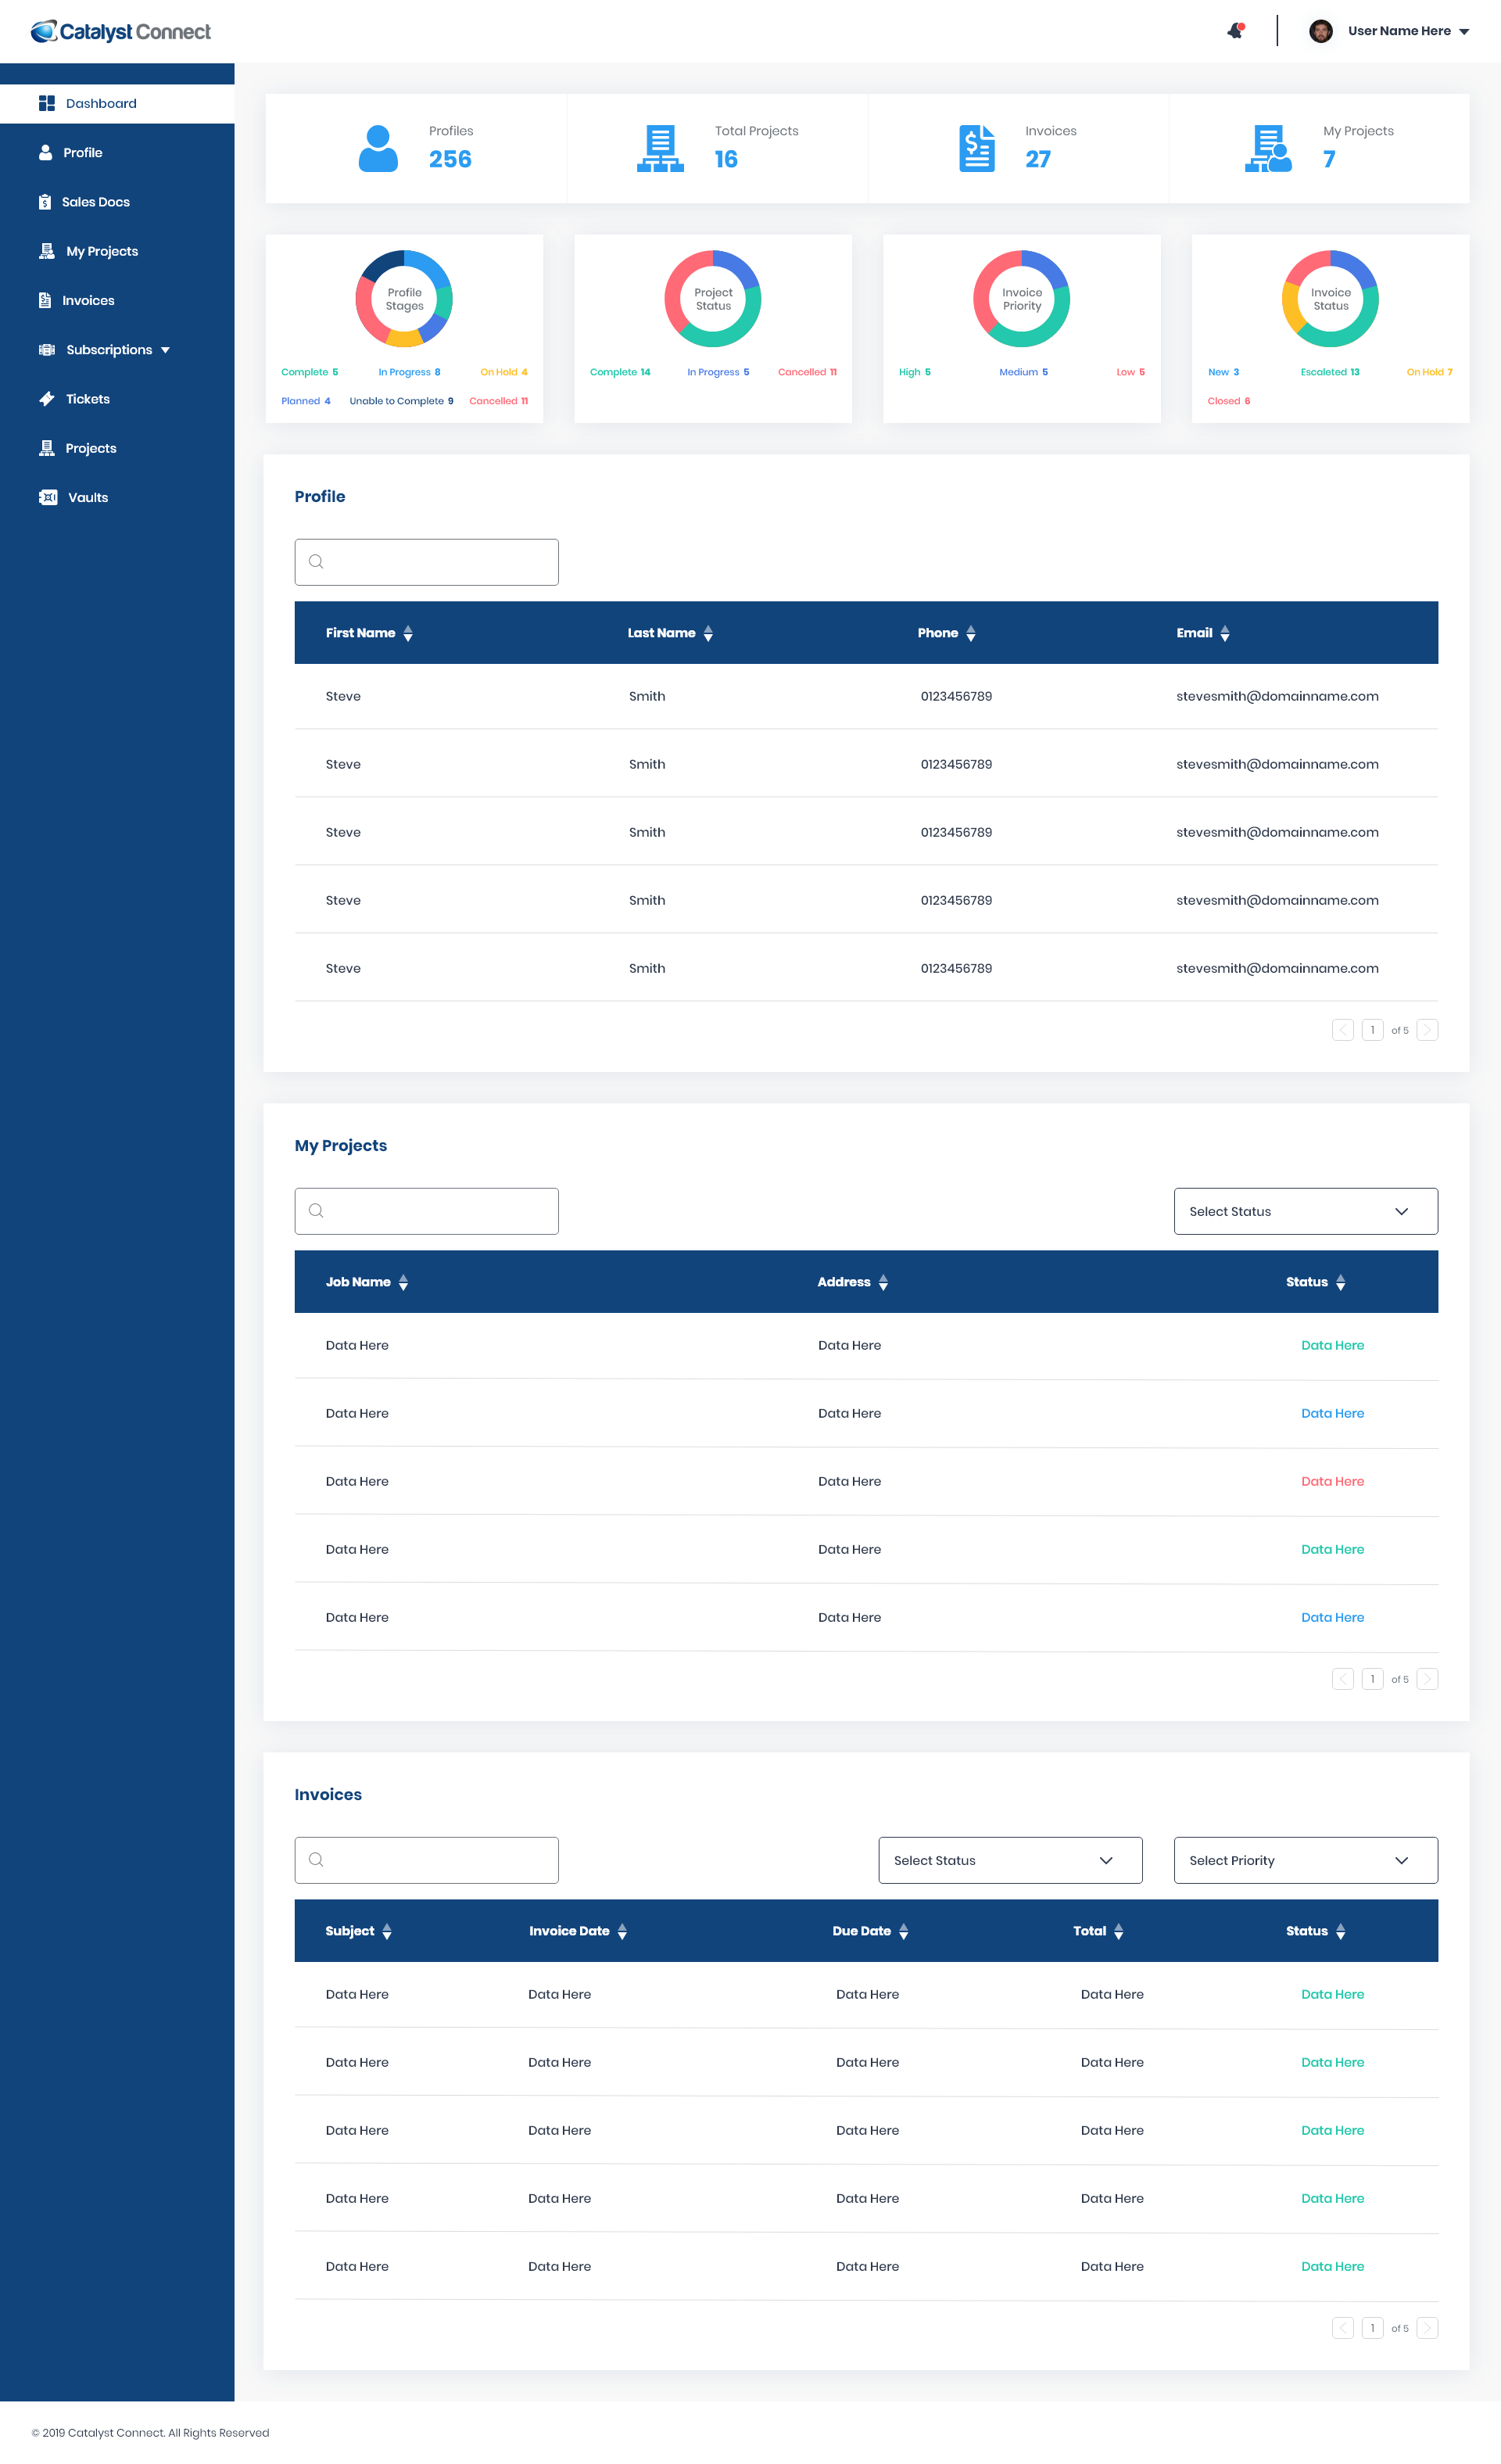 Catalyst Connect
User Name Here
Dashboard
Profile
Sales Docs
My Projects
Invoices
Subscriptions
Tickets
Projects
Vaults
Profiles
256
Total Projects
16
Invoices
27
My Projects
7
Profile
Stages
Complete 5 In Progress 8 On Hold 4
Planned 4 Unable to Complete 9 Cancelled 11
Project
Status
Complete 14 In Progress 5 Cancelled 11
Invoice
Priority
High 5 Medium 5 Low 5
Invoice
Status
New 3 Escaleted 13 On Hold 7
Closed 6
Profile
First Name Last Name Phone Email
Steve Smith 0123456789 stevesmith@domainname.com
Steve Smith 0123456789 stevesmith@domainname.com
Steve Smith 0123456789 stevesmith@domainname.com
Steve Smith 0123456789 stevesmith@domainname.com
Steve Smith 0123456789 stevesmith@domainname.com
1 of 5
My Projects
Select Status
Job Name Address Status
Data Here Data Here Data Here
Data Here Data Here Data Here
Data Here Data Here Data Here
Data Here Data Here Data Here
Data Here Data Here Data Here
1 of 5
Invoices
Select Status Select Priority
Subject Invoice Date Due Date Total Status
Data Here Data Here Data Here Data Here Data Here
Data Here Data Here Data Here Data Here Data Here
Data Here Data Here Data Here Data Here Data Here
Data Here Data Here Data Here Data Here Data Here
Data Here Data Here Data Here Data Here Data Here
1 of 5
© 2019 Catalyst Connect. All Rights Reserved